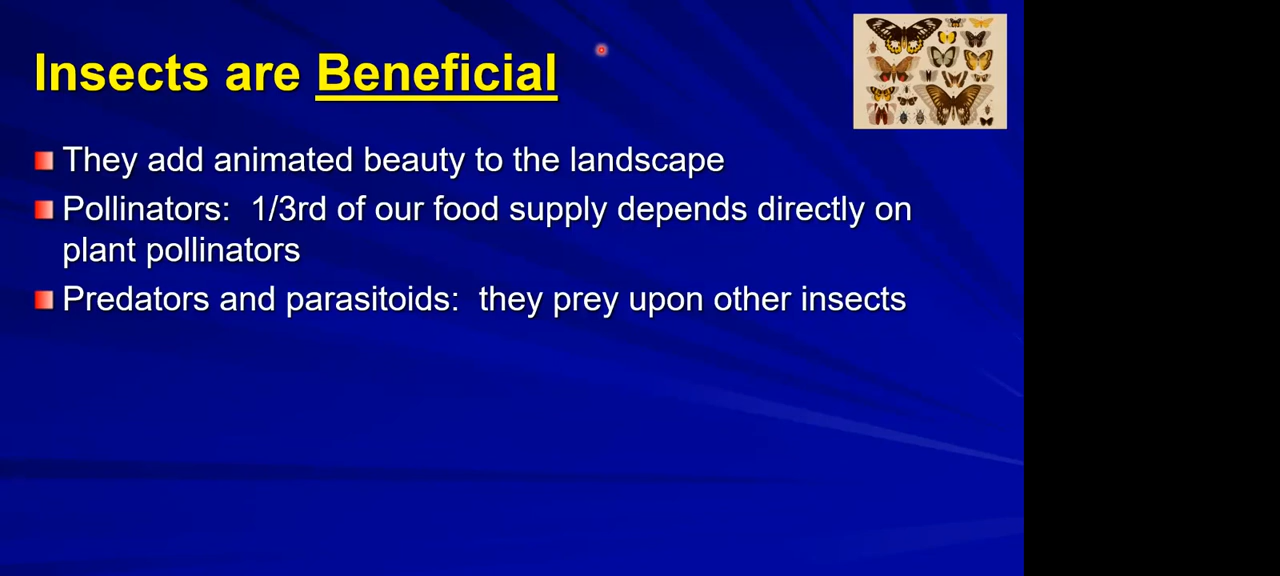 Insects are Beneficial
They add animated beauty to the landscape
Pollinators:  1/3rd of our food supply depends directly on
plant pollinators
Predators and parasitoids:  they prey upon other insects